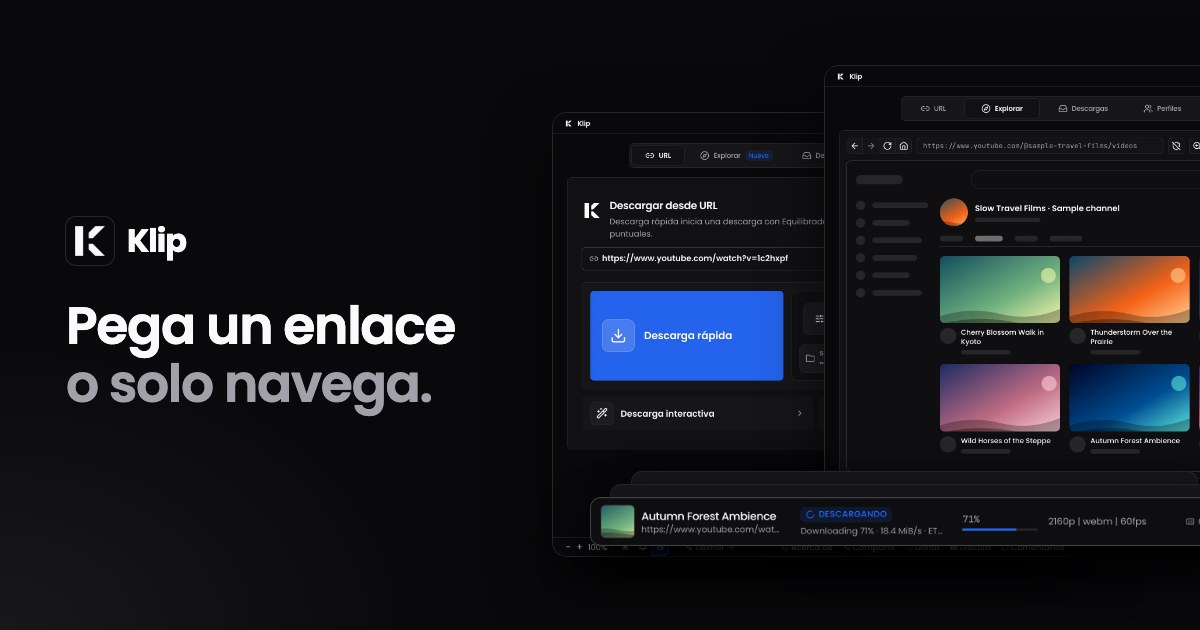 Klip
Pega un enlace
o solo navega.
Klip
URL
Explorar
Nuevo
Descargar desde URL
Descarga rápida inicia una descarga con
puntuales.
https://www.youtube.com/watch?v=1c2hxpf
Descarga rápida
Descarga interactiva
Klip
URL
Explorar
Descargas
Perfiles
https://www.youtube.com/@sample-travel-films/videos
Slow Travel Films · Sample channel
Cherry Blossom Walk in
Kyoto
Thunderstorm Over the
Prairie
Wild Horses of the Steppe
Autumn Forest Ambience
Autumn Forest Ambience
https://www.youtube.com/wat...
DESCARGANDO
Downloading 71% · 18.4 MiB/s · ET...
71%
2160p | webm | 60fps
− + 100%